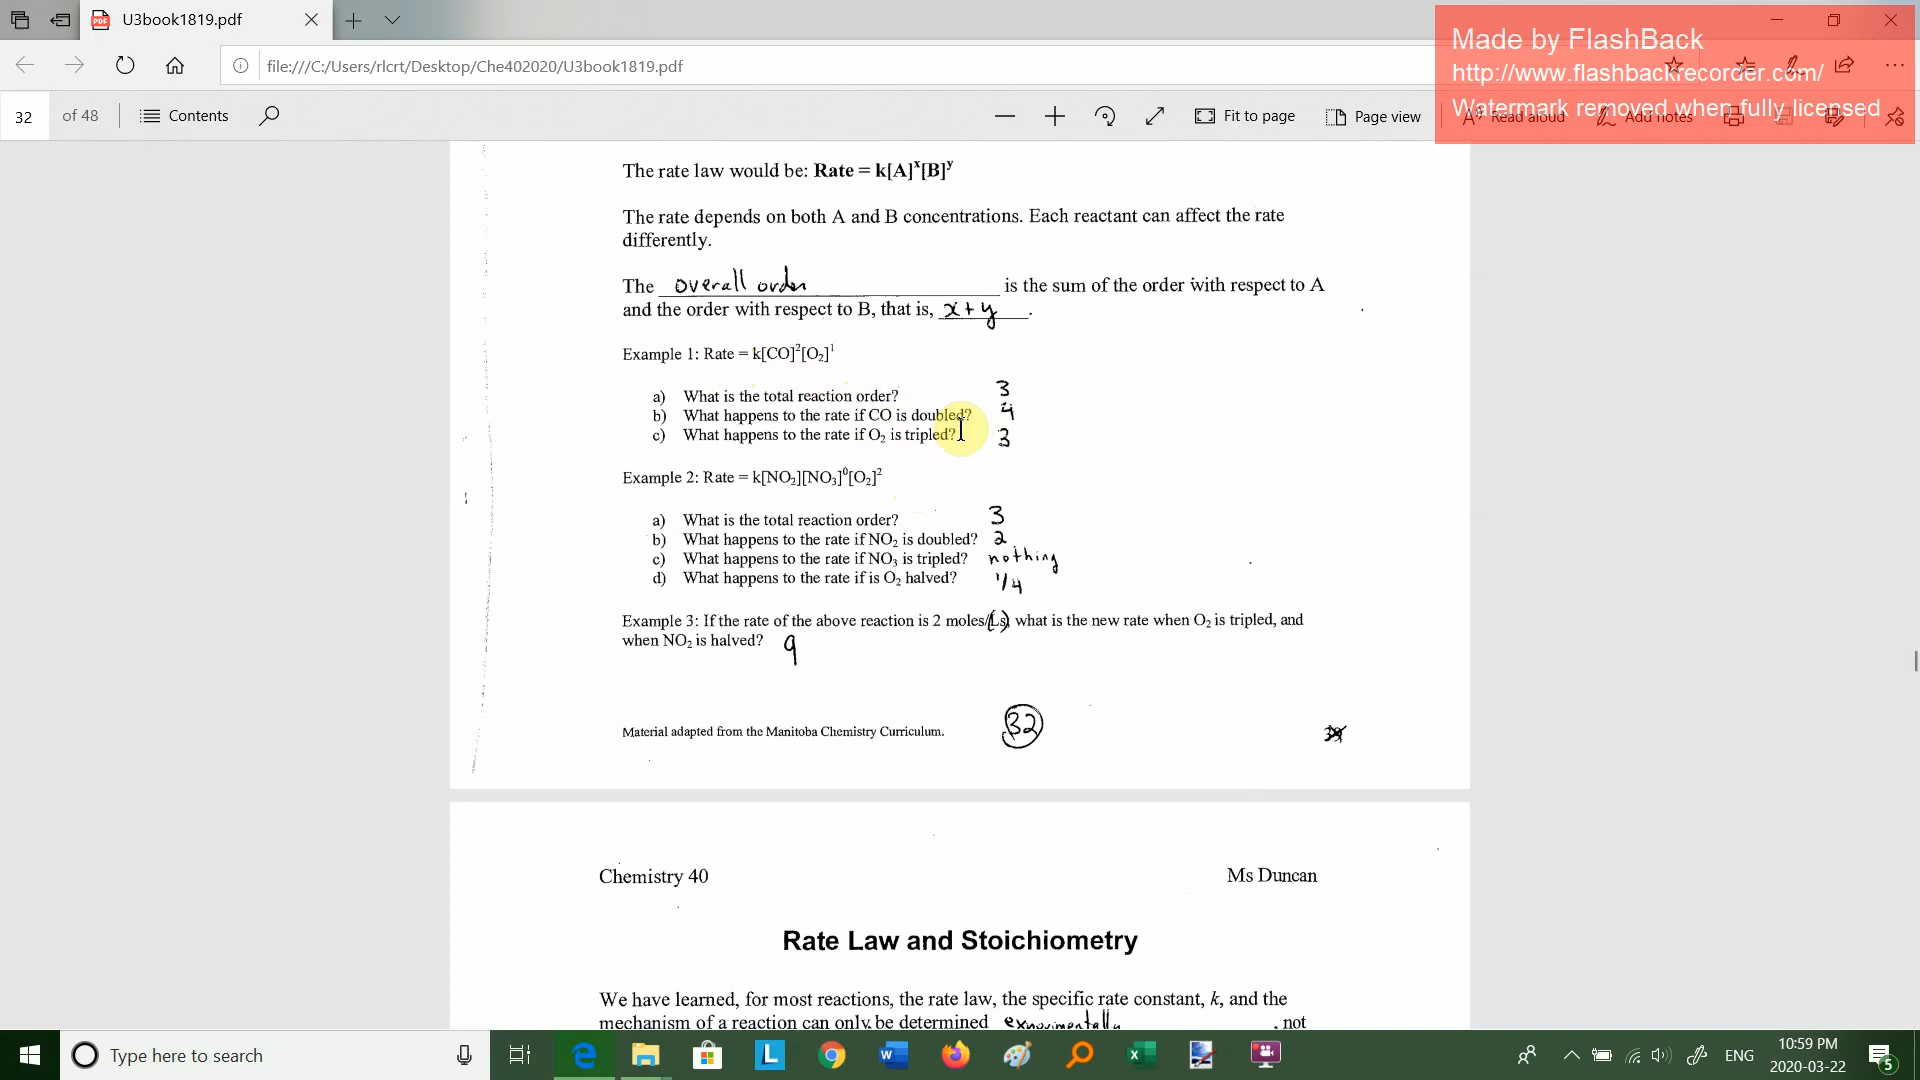 U3book1819.pdf
file:///C:/Users/rlcrt/Desktop/Che402020/U3book1819.pdf
Made by FlashBack
http://www.flashbackrecorder.com/
Watermark removed when fully licensed
32 of 48 Contents Fit to page Page view Read aloud Add notes
The rate law would be: Rate = k[A]ˣ[B]ʸ
The rate depends on both A and B concentrations. Each reactant can affect the rate
differently.
The overall order is the sum of the order with respect to A
and the order with respect to B, that is, x+y.
Example 1: Rate = k[CO]²[O₂]¹
a) What is the total reaction order? 3
b) What happens to the rate if CO is doubled? 4
c) What happens to the rate if O₂ is tripled? 3
Example 2: Rate = k[NO₂][NO₃]⁰[O₂]²
a) What is the total reaction order? 3
b) What happens to the rate if NO₂ is doubled? 2
c) What happens to the rate if NO₃ is tripled? nothing
d) What happens to the rate if is O₂ halved? 1/4
Example 3: If the rate of the above reaction is 2 moles/(Ls), what is the new rate when O₂ is tripled, and
when NO₂ is halved? 9
Material adapted from the Manitoba Chemistry Curriculum. 32
Chemistry 40 Ms Duncan
Rate Law and Stoichiometry
We have learned, for most reactions, the rate law, the specific rate constant, k, and the
mechanism of a reaction can only be determined experimentally, not
Type here to search
ENG
10:59 PM
2020-03-22
5